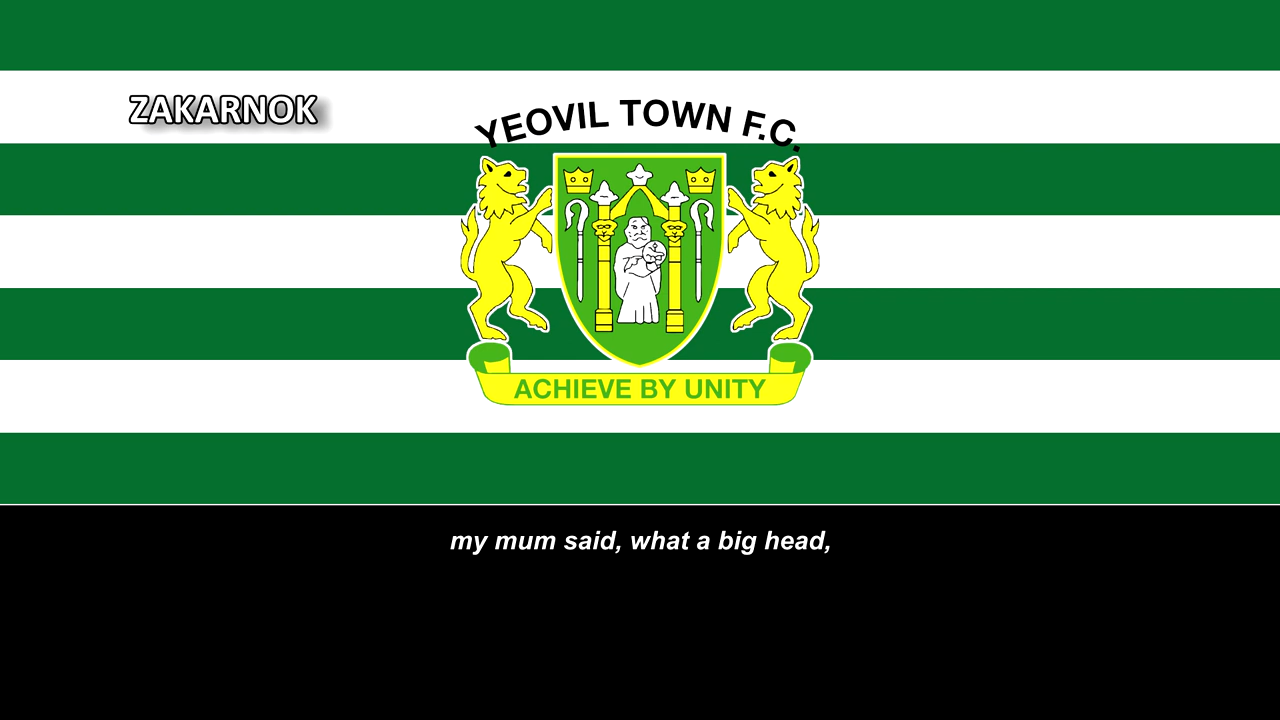 ZAKARNOK
YEOVIL TOWN F.C.
ACHIEVE BY UNITY
my mum said, what a big head,